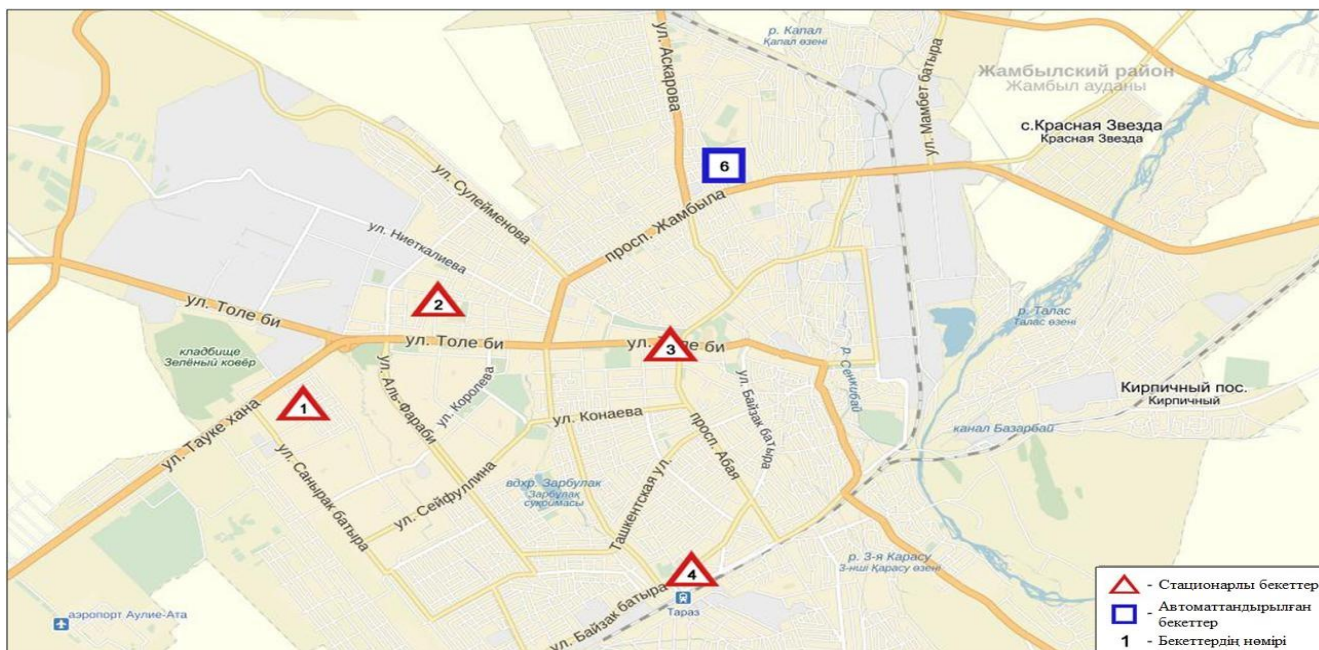 р. Капал
Қапал өзені
ул. Аскарова
Жамбылский район
Жамбыл ауданы
с.Красная Звезда
Красная Звезда
ул. Мамбет батыра
6
ул. Сулейменова
просп. Жамбыла
ул. Ниеткалиева
2
ул. Толе би
ул. Толе би
ул. Толе би
3
р. Талас
Талас өзені
кладбище
Зелёный ковёр
ул. Аль-Фараби
ул. Королева
ул. Байзак батыра
р. Сенкибай
Кирпичный пос.
Кирпичный
1
ул. Конаева
просп. Абая
канал Базарбай
ул. Тауке хана
ул. Санырак батыра
ул. Сейфуллина
вдхр. Зарбулак
Зарбулақ
суқоймасы
Ташкентская ул.
р. 3-я Карасу
3-нші Қарасу өзені
4
Тараз
ул. Байзак батыра
аэропорт Аулие-Ата
- Стационарлы бекеттер
- Автоматтандырылған
бекеттер
1 - Бекеттердің нөмірі